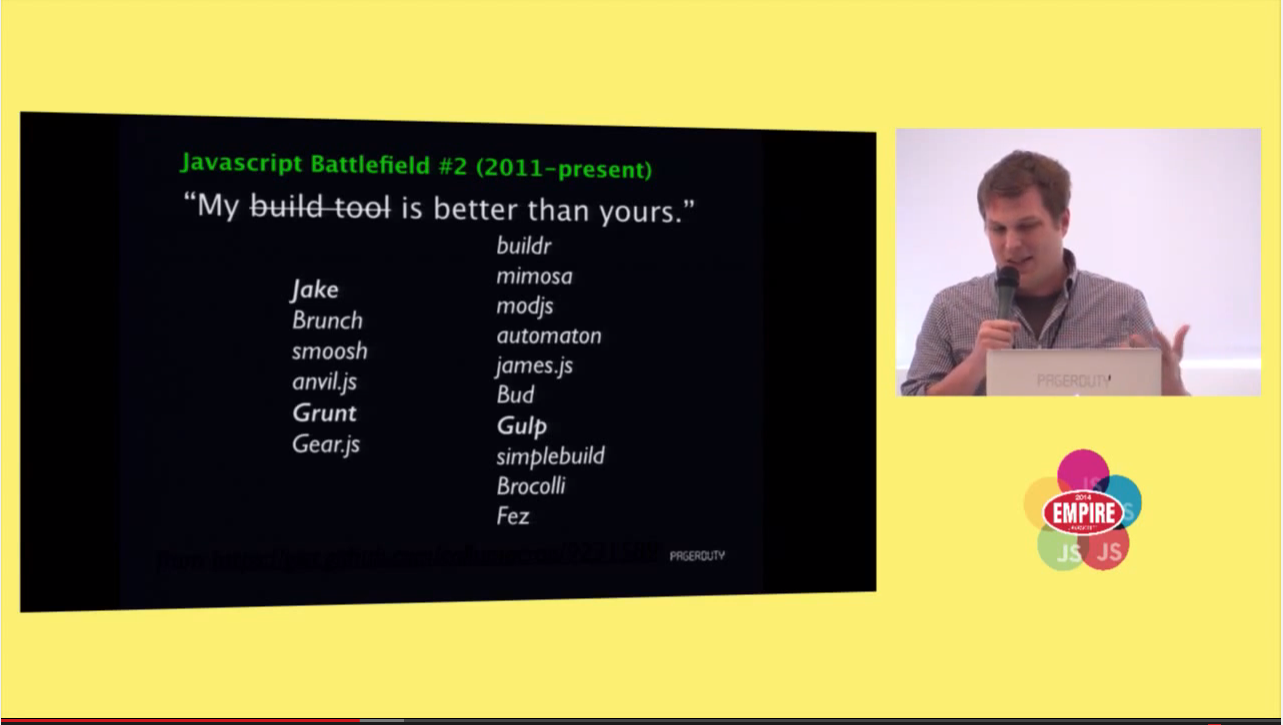 Javascript Battlefield #2 (2011-present)
“My build tool is better than yours.”
Jake
Brunch
smoosh
anvil.js
Grunt
Gear.js
buildr
mimosa
modjs
automaton
james.js
Bud
Gulp
simplebuild
Brocolli
Fez
PAGERDUTY
PAGERDUTY
JS
2014
EMPIRE
JS
JS JS